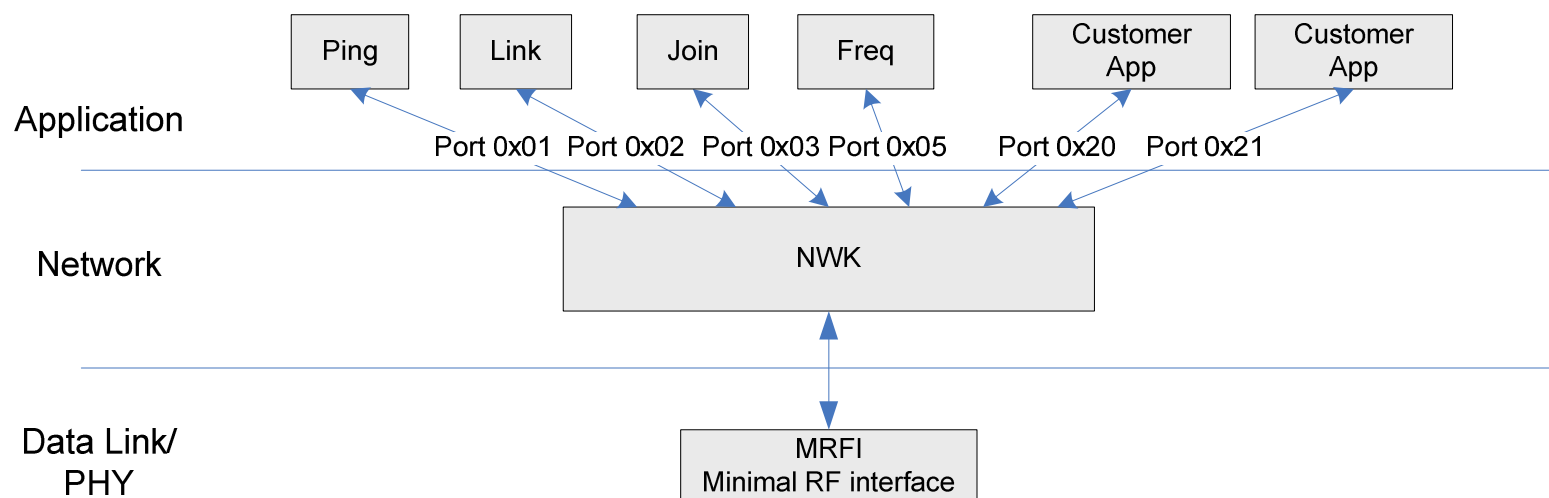 Ping
Link
Join
Freq
Customer
App
Customer
App
Application
Port 0x01
Port 0x02
Port 0x03
Port 0x05
Port 0x20
Port 0x21
Network
NWK
Data Link/
PHY
MRFI
Minimal RF interface